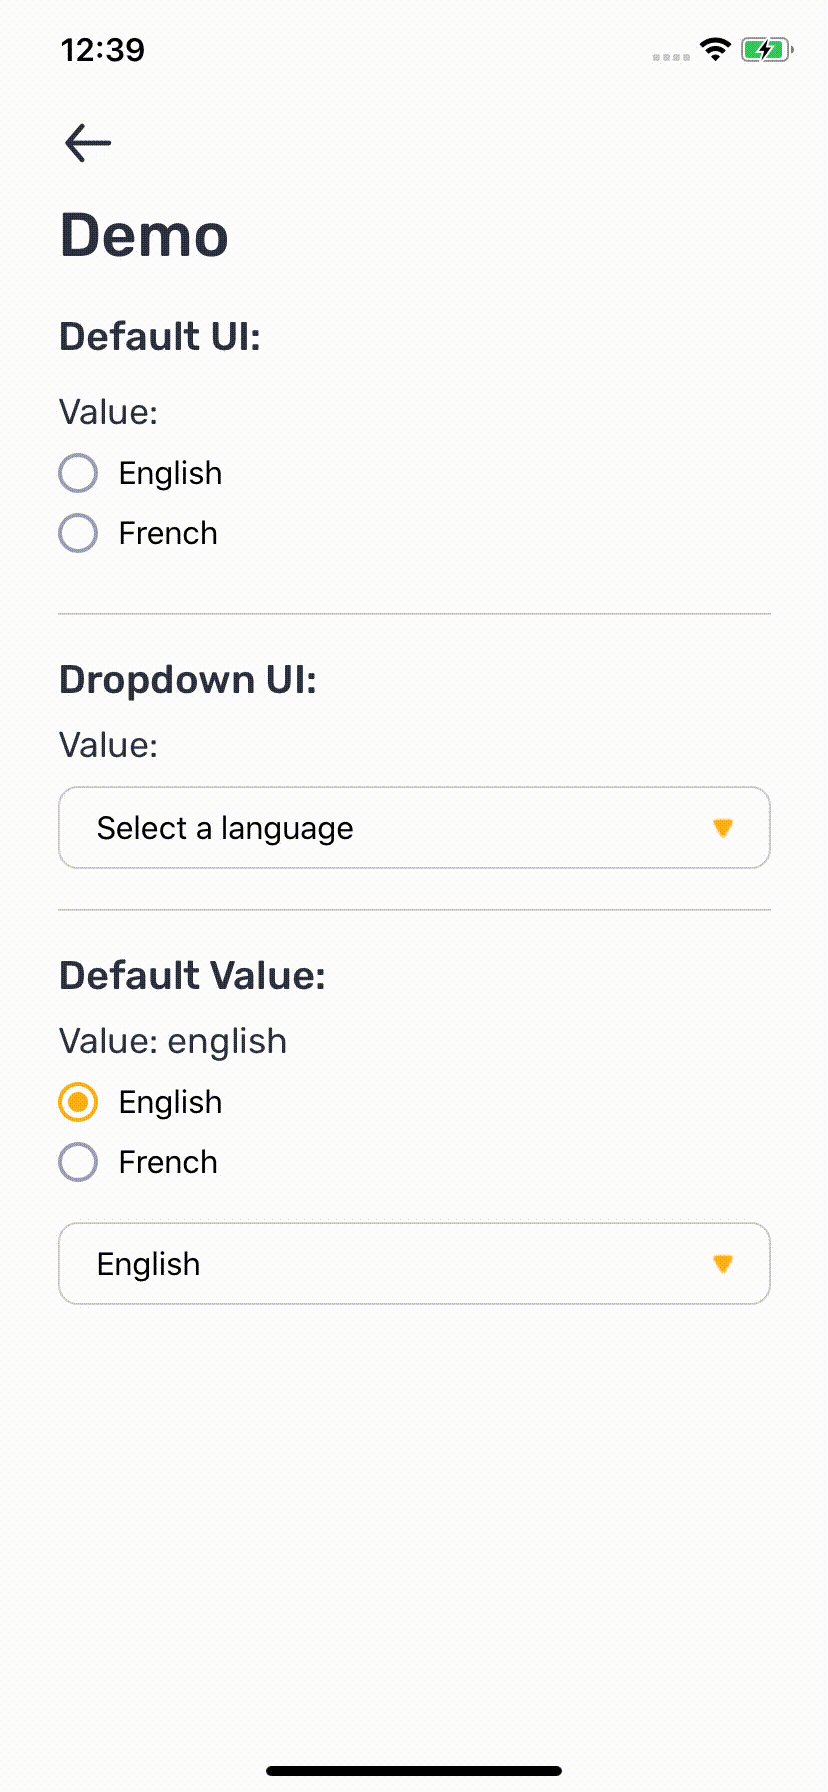 12:39
Demo
Default UI:
Value:
English
French
Dropdown UI:
Value:
Select a language
Default Value:
Value: english
English
French
English